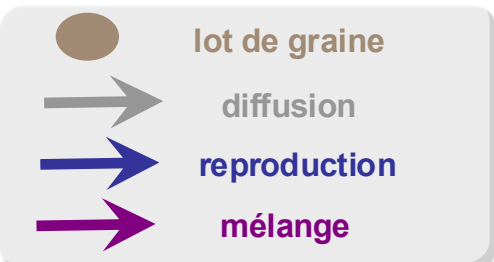 lot de graine
diffusion
reproduction
mélange